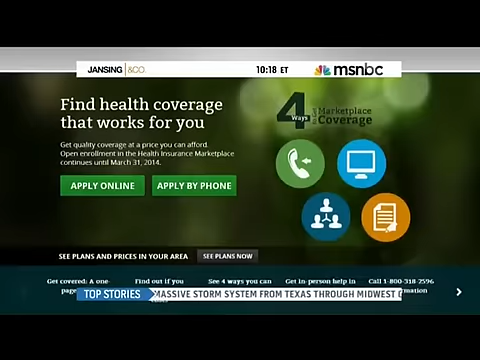 JANSING &CO.
10:18 ET
msnbc
Find health coverage
that works for you
4 Ways to Get Marketplace
Coverage
Get quality coverage at a price you can afford.
Open enrollment in the Health Insurance Marketplace
continues until March 31, 2014.
APPLY ONLINE
APPLY BY PHONE
SEE PLANS AND PRICES IN YOUR AREA
SEE PLANS NOW
Get covered: A one-
page
Find out if you
See 4 ways you can
Get in-person help in
Call 1-800-318-2596
TOP STORIES
MASSIVE STORM SYSTEM FROM TEXAS THROUGH MIDWEST